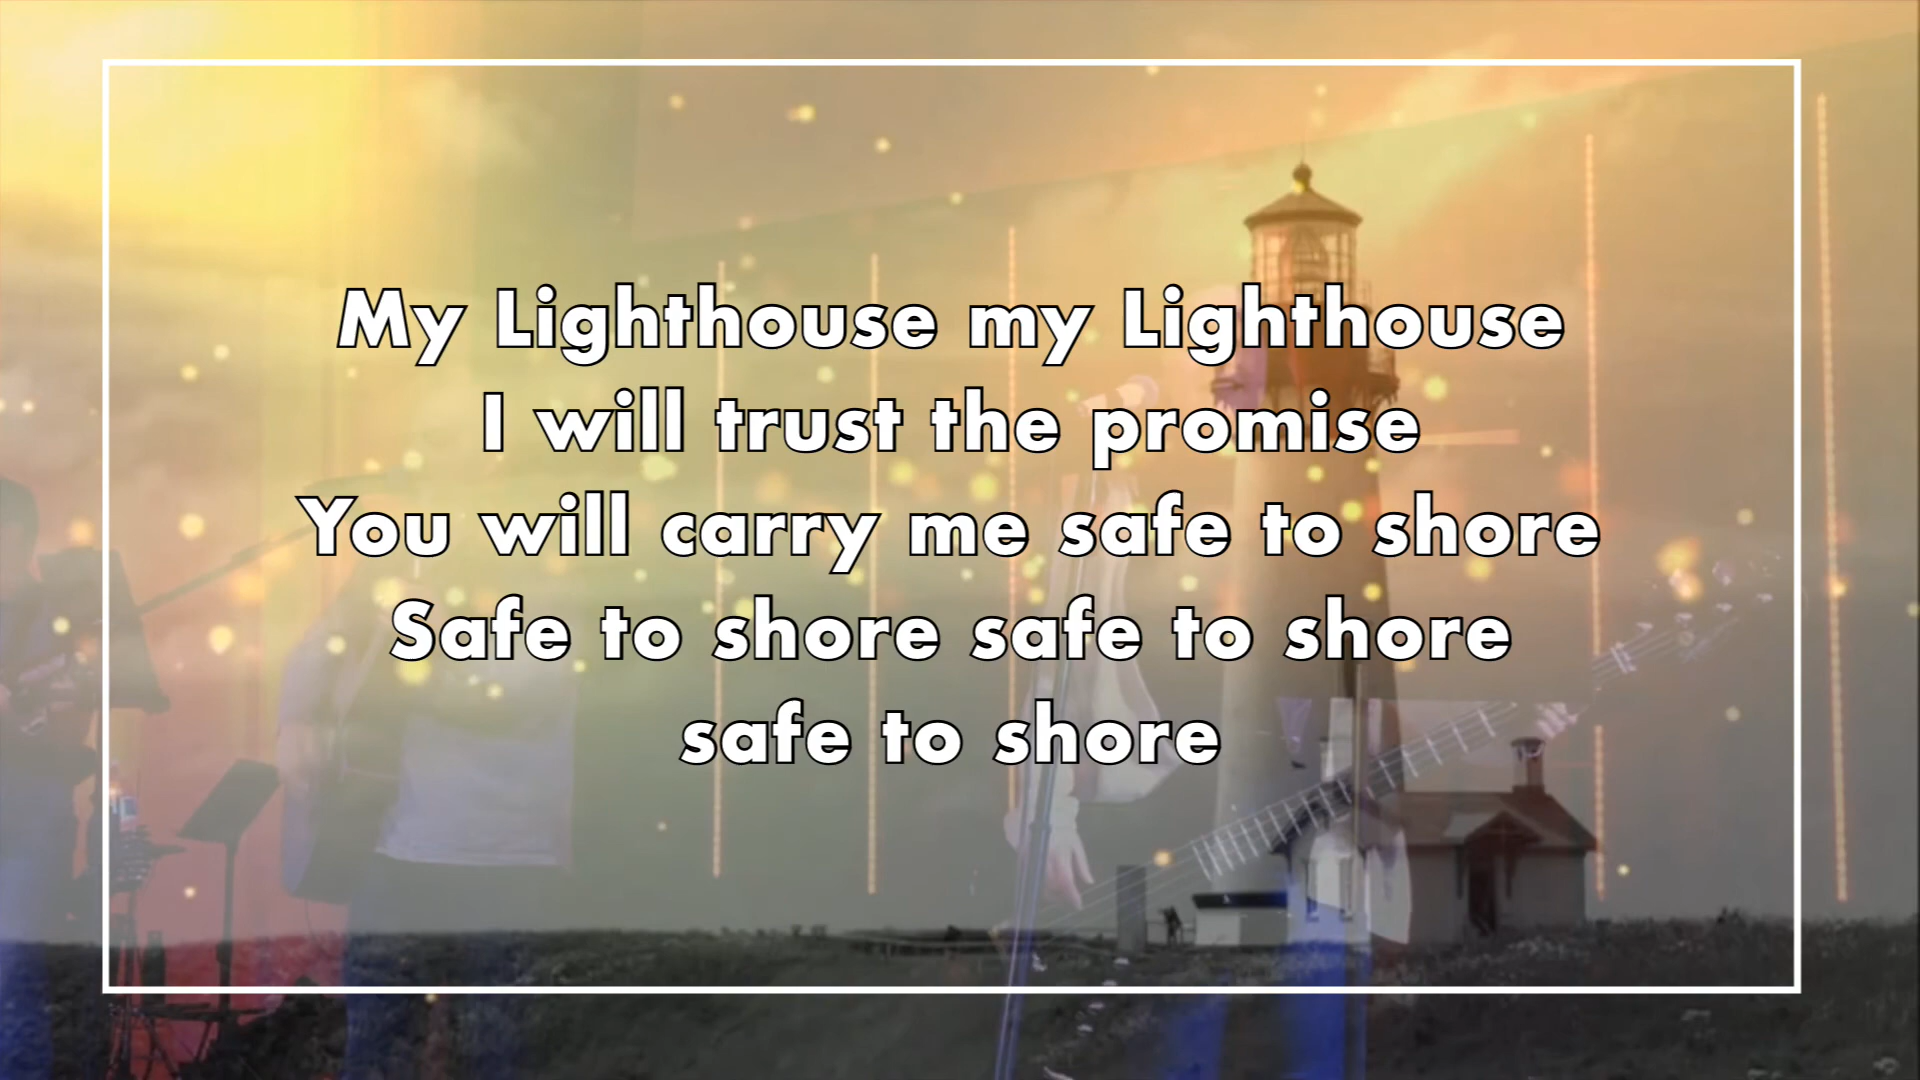 My Lighthouse my Lighthouse
I will trust the promise
You will carry me safe to shore
Safe to shore safe to shore
safe to shore